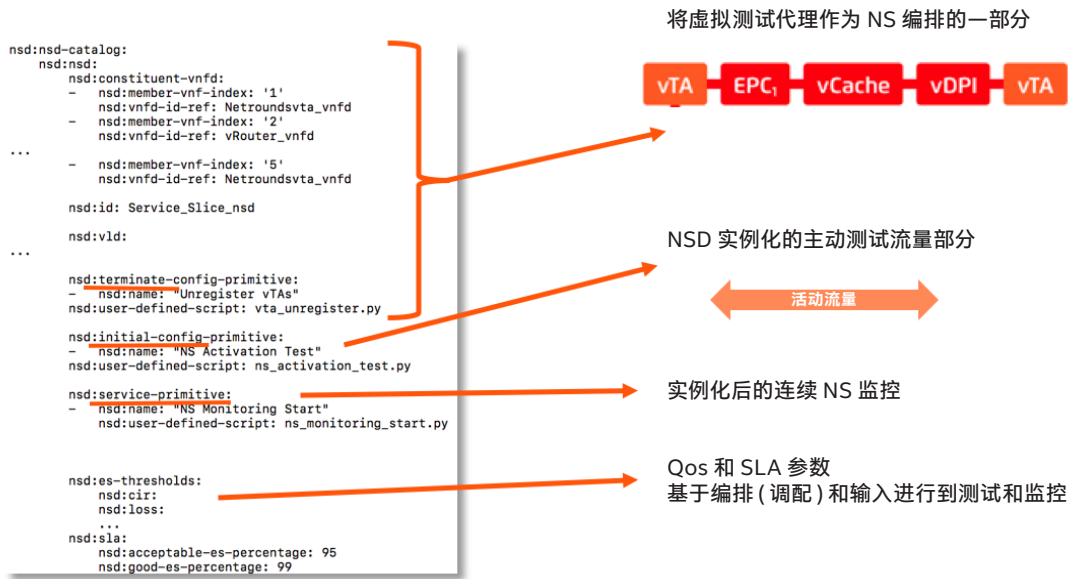 nsd:nsd-catalog:
nsd:nsd:
nsd:constituent-vnfd:
- nsd:member-vnf-index: '1'
nsd:vnfd-id-ref: Netroundsvta_vnfd
- nsd:member-vnf-index: '2'
nsd:vnfd-id-ref: vRouter_vnfd
...
- nsd:member-vnf-index: '5'
nsd:vnfd-id-ref: Netroundsvta_vnfd
nsd:id: Service_Slice_nsd
nsd:vld:
...
nsd:terminate-config-primitive:
- nsd:name: "Unregister vTAs"
nsd:user-defined-script: vta_unregister.py
nsd:initial-config-primitive:
- nsd:name: "NS Activation Test"
nsd:user-defined-script: ns_activation_test.py
nsd:service-primitive:
- nsd:name: "NS Monitoring Start"
nsd:user-defined-script: ns_monitoring_start.py
nsd:es-thresholds:
nsd:cir:
nsd:loss:
...
nsd:sla:
nsd:acceptable-es-percentage: 95
nsd:good-es-percentage: 99
将虚拟测试代理作为 NS 编排的一部分
vTA EPC₁ vCache vDPI vTA
NSD 实例化的主动测试流量部分
活动流量
实例化后的连续 NS 监控
Qos 和 SLA 参数
基于编排(调配)和输入进行到测试和监控